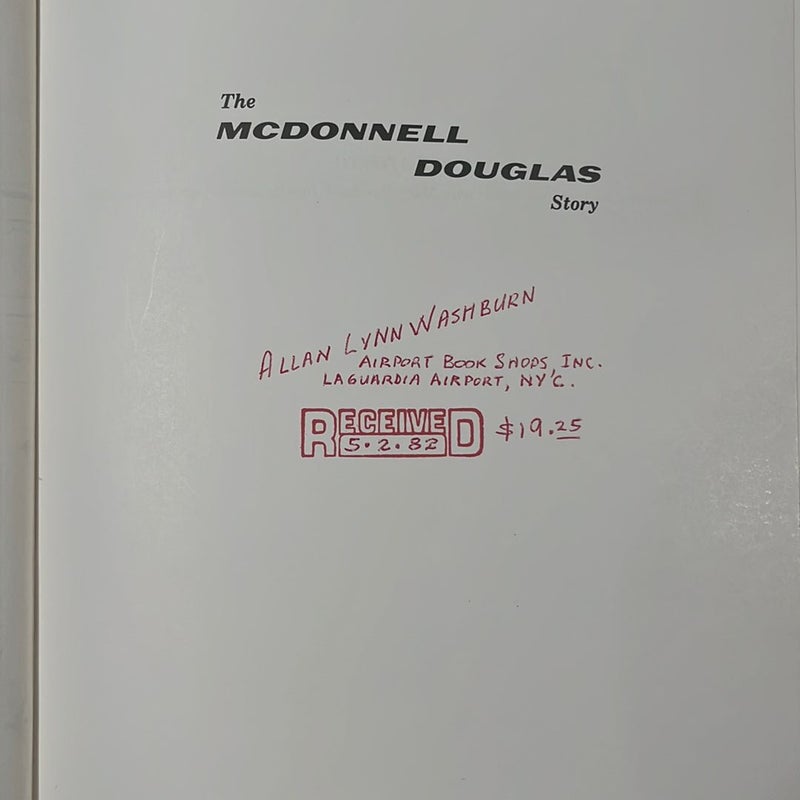 The
MCDONNELL
DOUGLAS
Story
ALLAN LYNN WASHBURN
AIRPORT BOOK SHOPS, INC.
LAGUARDIA AIRPORT, NY'C.
RECEIVED $19.25
5.2.82